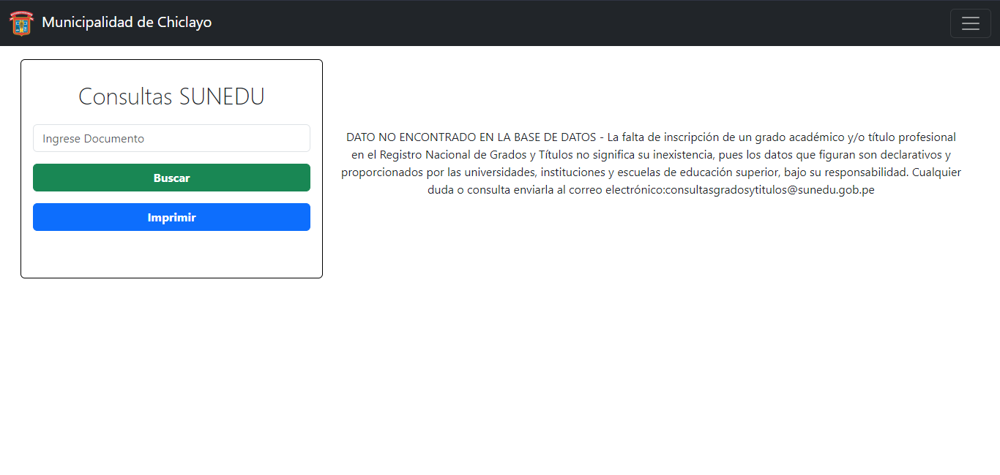 Municipalidad de Chiclayo
Consultas SUNEDU
Ingrese Documento
Buscar
Imprimir
DATO NO ENCONTRADO EN LA BASE DE DATOS - La falta de inscripción de un grado académico y/o título profesional
en el Registro Nacional de Grados y Títulos no significa su inexistencia, pues los datos que figuran son declarativos y
proporcionados por las universidades, instituciones y escuelas de educación superior, bajo su responsabilidad. Cualquier
duda o consulta enviarla al correo electrónico:consultasgradosytitulos@sunedu.gob.pe